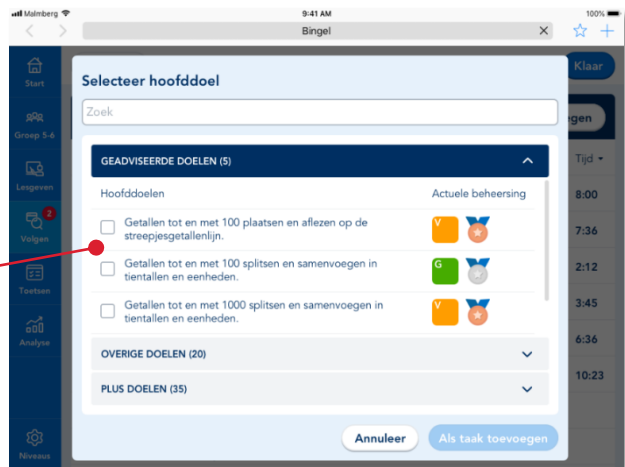 Malmberg 9:41 AM 100%
Bingel
Start
Groep 5-6
Lesgeven
2
Volgen
Toetsen
Analyse
Niveaus
Klaar
gen
Tijd
8:00
7:36
2:12
3:45
6:36
10:23
Selecteer hoofddoel
Zoek
GEADVISEERDE DOELEN (5)
Hoofddoelen Actuele beheersing
Getallen tot en met 100 plaatsen en aflezen op de
streepjesgetallenlijn.
V
Getallen tot en met 100 splitsen en samenvoegen in
tientallen en eenheden.
G
Getallen tot en met 1000 splitsen en samenvoegen in
tientallen en eenheden.
V
OVERIGE DOELEN (20)
PLUS DOELEN (35)
Annuleer Als taak toevoegen